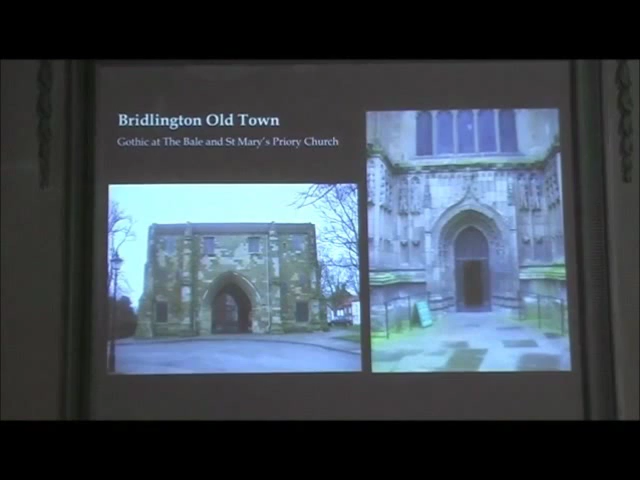 Bridlington Old Town
Gothic at The Bale and St Mary's Priory Church